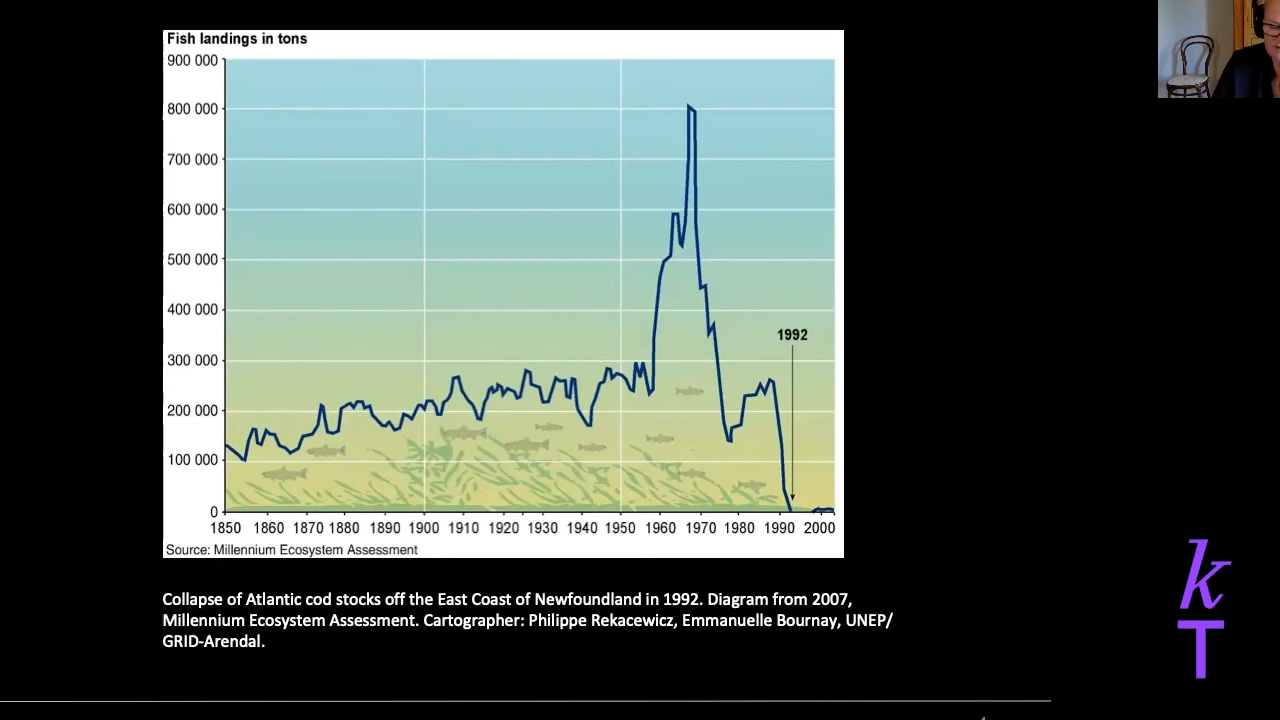 Fish landings in tons
900 000
800 000
700 000
600 000
500 000
400 000
300 000
200 000
100 000
0
1992
1850 1860 1870 1880 1890 1900 1910 1920 1930 1940 1950 1960 1970 1980 1990 2000
Source: Millennium Ecosystem Assessment
Collapse of Atlantic cod stocks off the East Coast of Newfoundland in 1992. Diagram from 2007,
Millennium Ecosystem Assessment. Cartographer: Philippe Rekacewicz, Emmanuelle Bournay, UNEP/
GRID-Arendal.
k
T